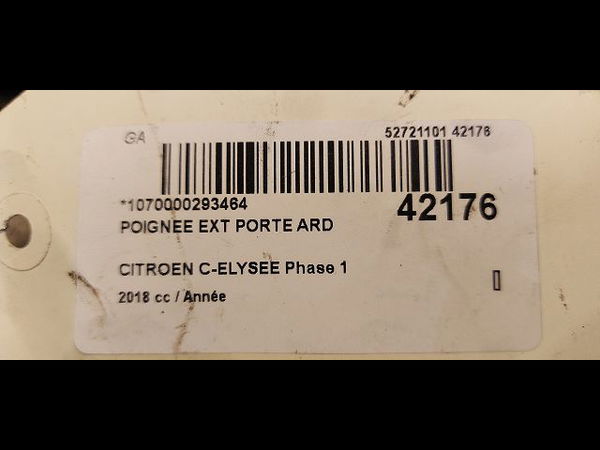 GA
52721101 42176
*1070000293464
42176
POIGNEE EXT PORTE ARD
CITROEN C-ELYSEE Phase 1
2018 cc / Année